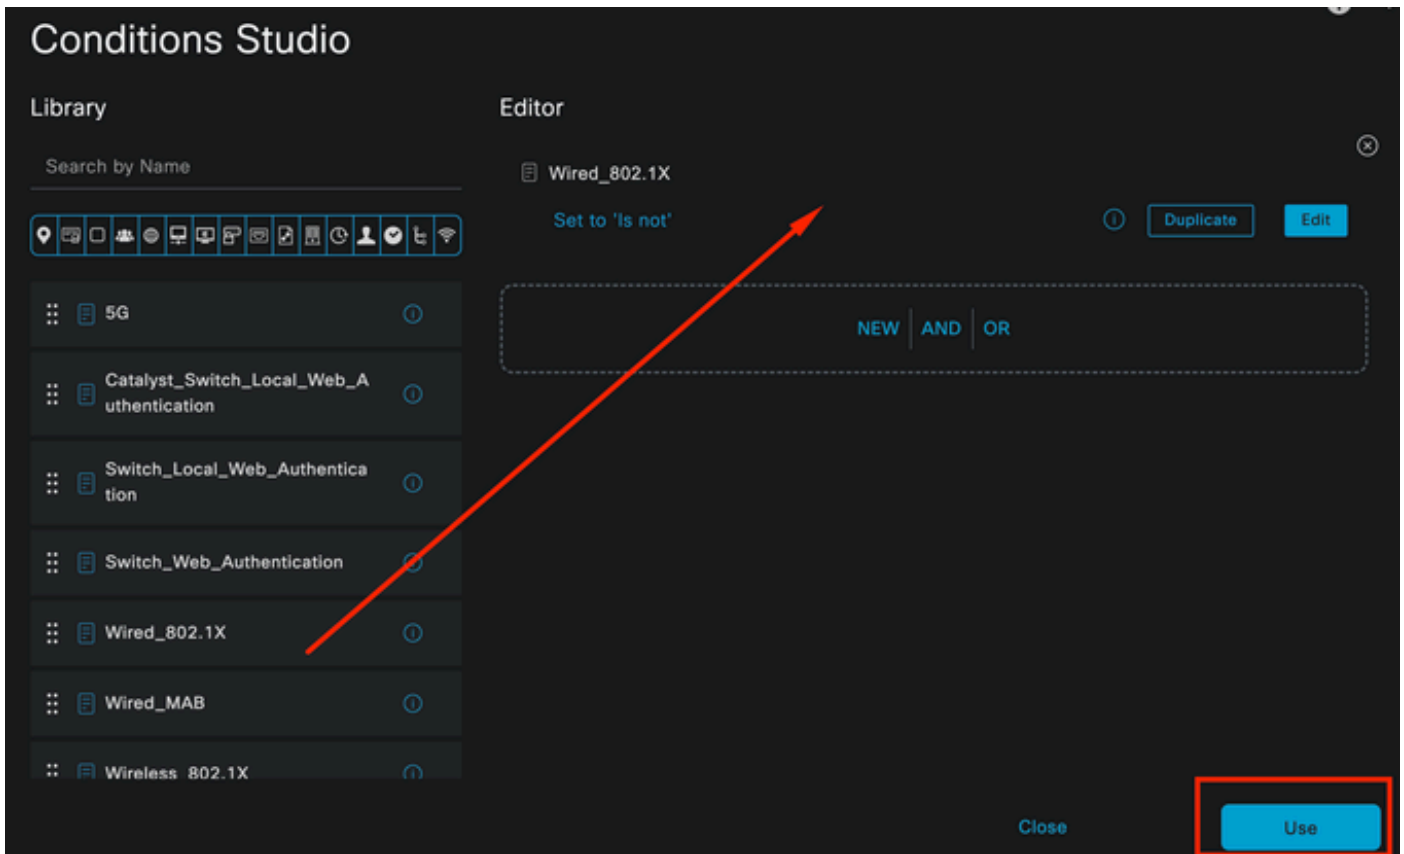 Conditions Studio
Library
Search by Name
5G
Catalyst_Switch_Local_Web_A
uthentication
Switch_Local_Web_Authentica
tion
Switch_Web_Authentication
Wired_802.1X
Wired_MAB
Wireless_802.1X
Editor
Wired_802.1X
Set to 'Is not'
Duplicate
Edit
NEW AND OR
Close
Use